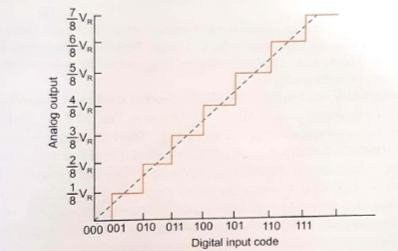 7/8 V_R
6/8 V_R
5/8 V_R
4/8 V_R
3/8 V_R
2/8 V_R
1/8 V_R
Analog output
000 001 010 011 100 101 110 111
Digital input code